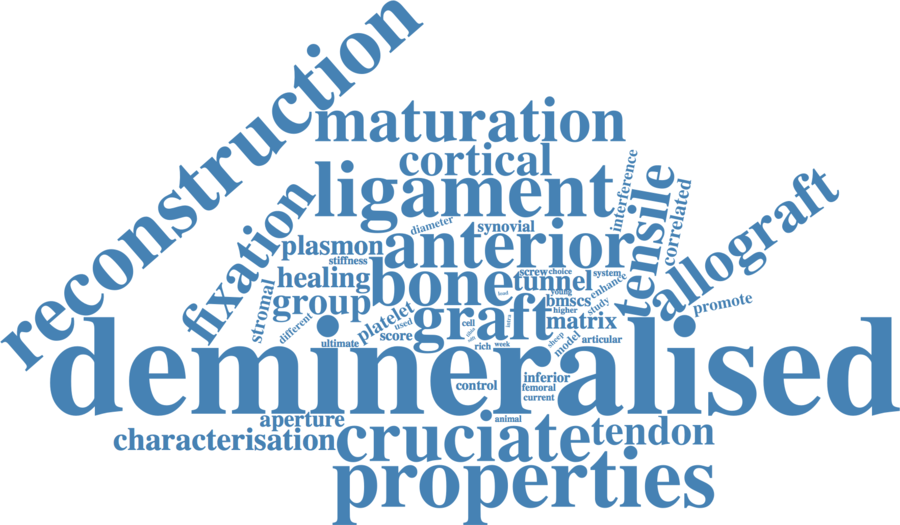 reconstruction
maturation
cortical
ligament
interference
tensile
correlated
allograft
fixation
diameter
synovial
plasmon
anterior
stiffness
healing
bone
screw
choice
system
tunnel
enhance
stromal
group
young
bmscs
study
promote
different
platelet
used
graft
cell
higher
matrix
score
ultimate
rich
week
sheep
model
articular
demineralised
control
inferior
femoral
current
aperture
animal
characterisation
cruciate
tendon
properties
load
intra